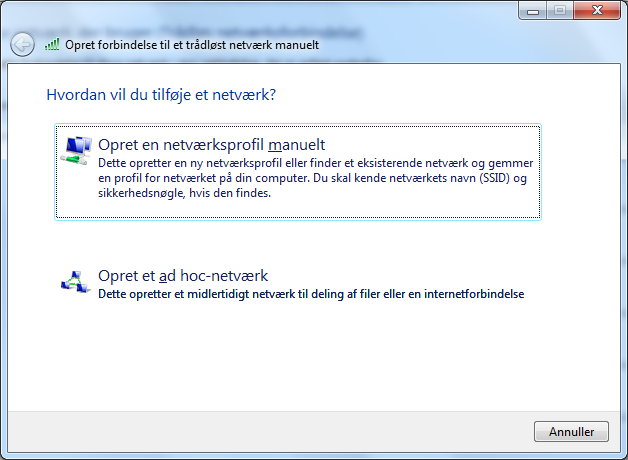 Opret forbindelse til et trådløst netværk manuelt
Hvordan vil du tilføje et netværk?
Opret en netværksprofil manuelt
Dette opretter en ny netværksprofil eller finder et eksisterende netværk og gemmer
en profil for netværket på din computer. Du skal kende netværkets navn (SSID) og
sikkerhedsnøgle, hvis den findes.
Opret et ad hoc-netværk
Dette opretter et midlertidigt netværk til deling af filer eller en internetforbindelse
Annuller